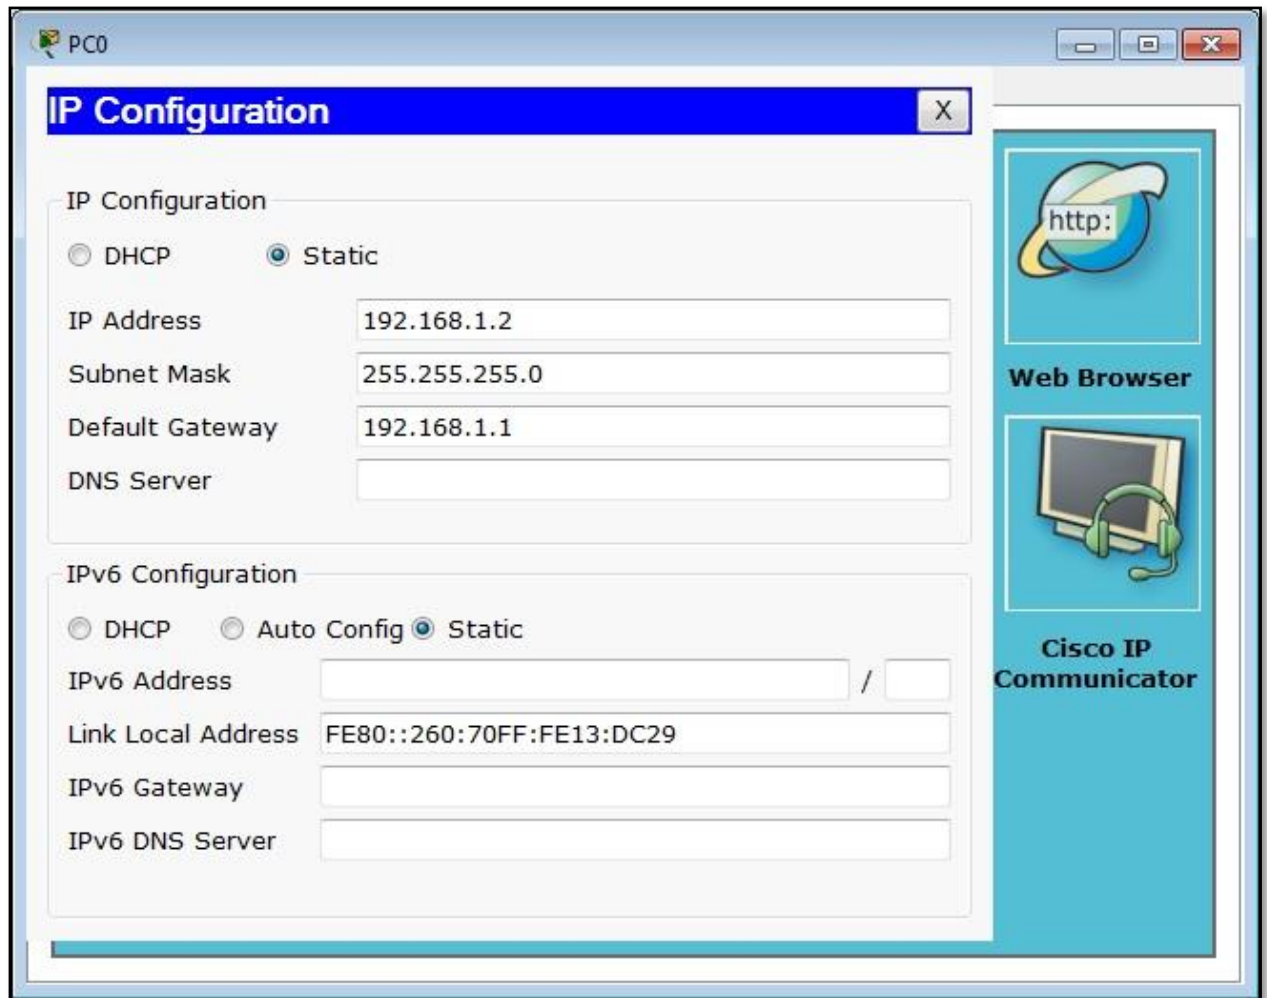 PC0
IP Configuration
X
IP Configuration
DHCP Static
IP Address 192.168.1.2
Subnet Mask 255.255.255.0
Default Gateway 192.168.1.1
DNS Server
IPv6 Configuration
DHCP Auto Config Static
IPv6 Address /
Link Local Address FE80::260:70FF:FE13:DC29
IPv6 Gateway
IPv6 DNS Server
http:
Web Browser
Cisco IP
Communicator